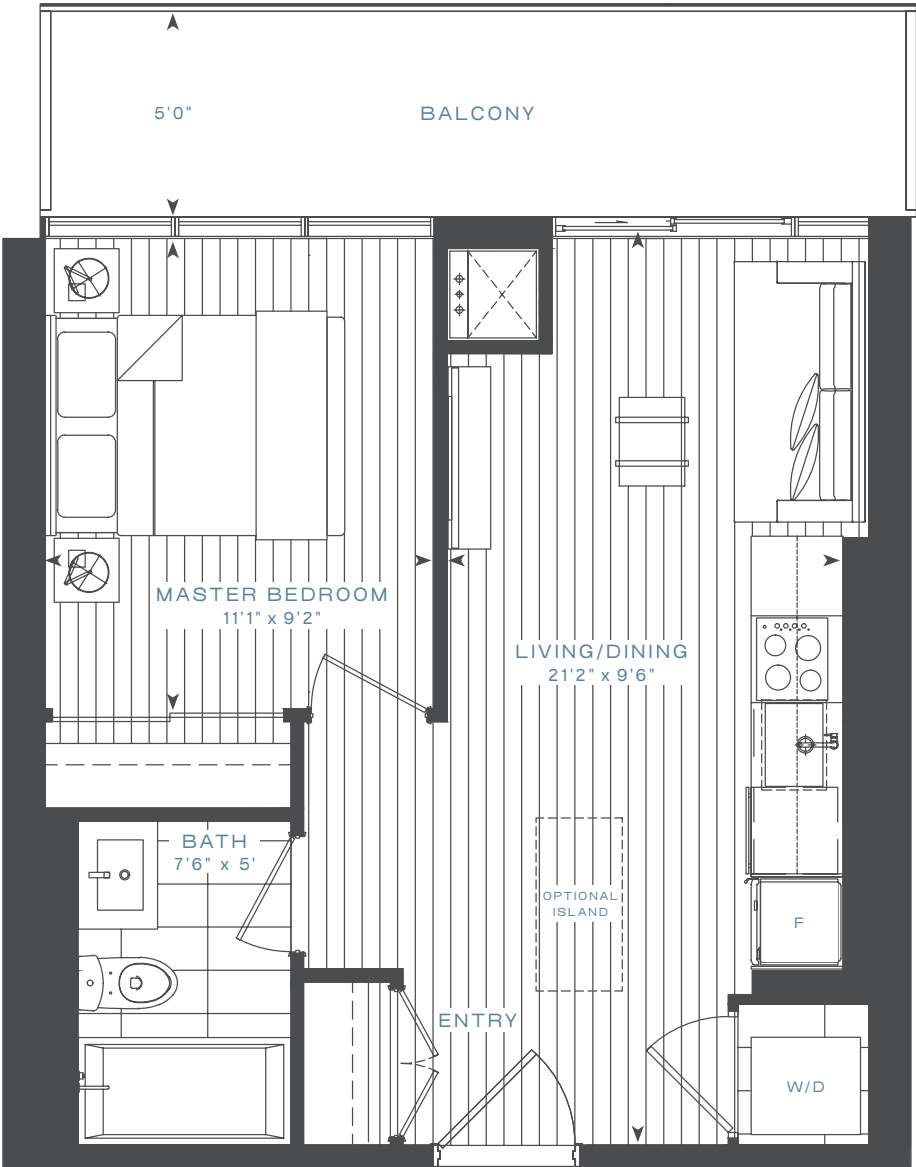 5'0"
BALCONY
MASTER BEDROOM
11'1" x 9'2"
LIVING/DINING
21'2" x 9'6"
BATH
7'6" x 5'
OPTIONAL
ISLAND
F
ENTRY
W/D